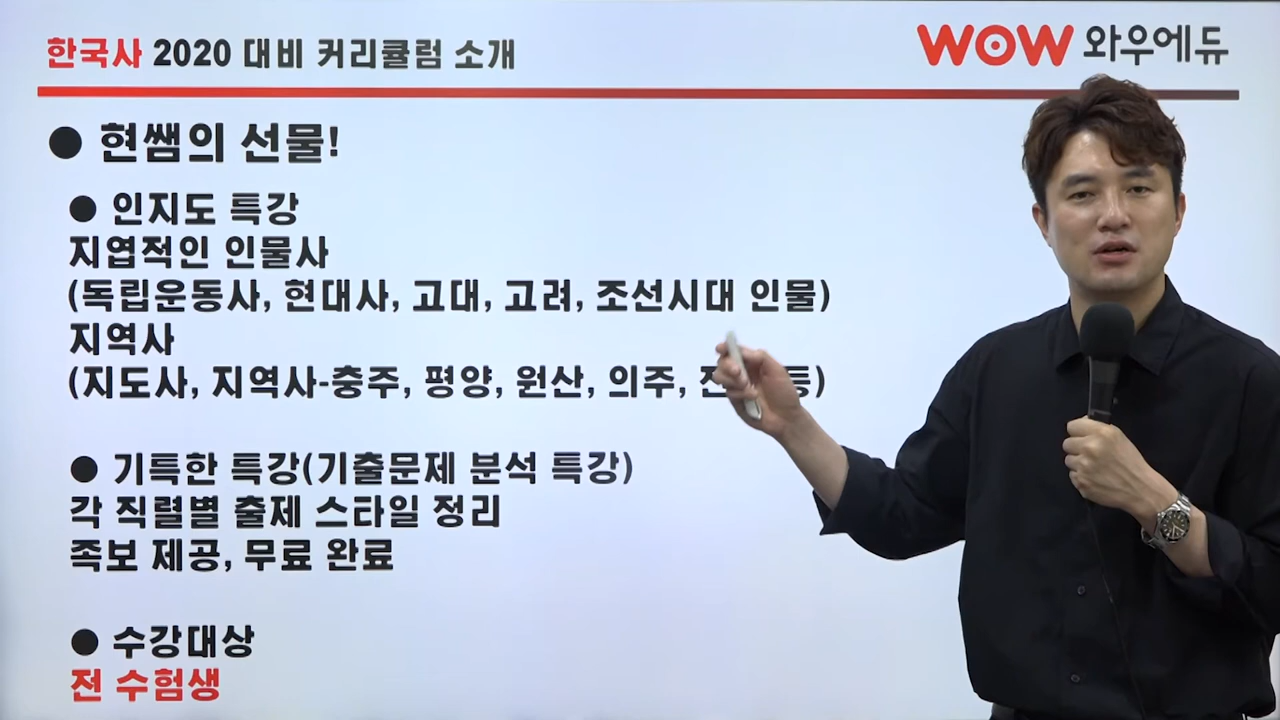 한국사 2020 대비 커리큘럼 소개
WOW 와우에듀
● 현쌤의 선물!
● 인지도 특강
지엽적인 인물사
(독립운동사, 현대사, 고대, 고려, 조선시대 인물)
지역사
(지도사, 지역사-충주, 평양, 원산, 의주, 등)
● 기특한 특강(기출문제 분석 특강)
각 직렬별 출제 스타일 정리
족보 제공, 무료 완료
● 수강대상
전 수험생